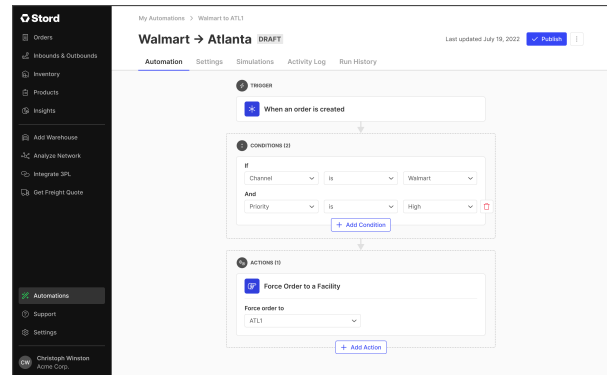 Stord
Orders
Inbounds & Outbounds
Inventory
Products
Insights
Add Warehouse
Analyze Network
Integrate 3PL
Get Freight Quote
Automations
Support
Settings
CW
Christoph Winston
Acme Corp.
My Automations > Walmart to ATL1
Walmart → Atlanta DRAFT
Last updated July 19, 2022 Publish
Automation Settings Simulations Activity Log Run History
TRIGGER
When an order is created
CONDITIONS (2)
If
Channel is Walmart
And
Priority is High
+ Add Condition
ACTIONS (1)
Force Order to a Facility
Force order to
ATL1
+ Add Action